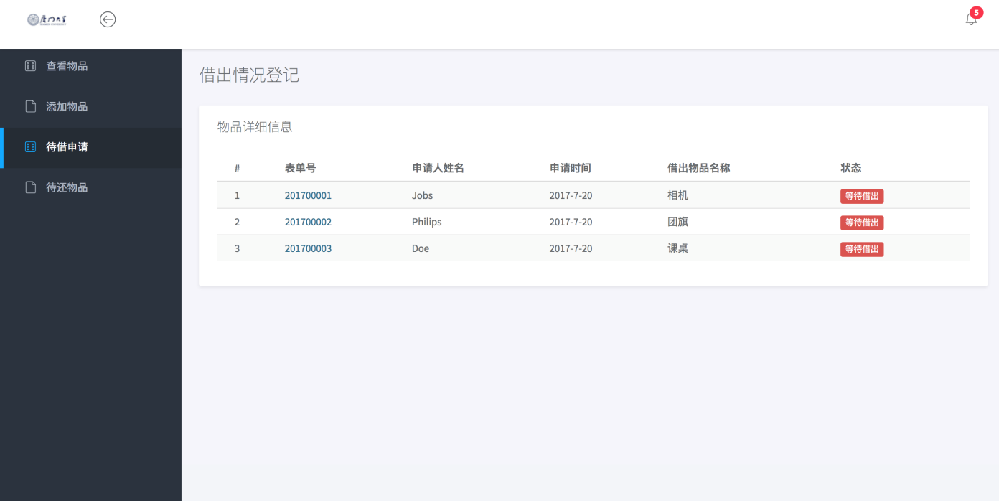 厦门大学
5
查看物品
添加物品
待借申请
待还物品
借出情况登记
物品详细信息
# 表单号 申请人姓名 申请时间 借出物品名称 状态
1 201700001 Jobs 2017-7-20 相机 等待借出
2 201700002 Philips 2017-7-20 团旗 等待借出
3 201700003 Doe 2017-7-20 课桌 等待借出